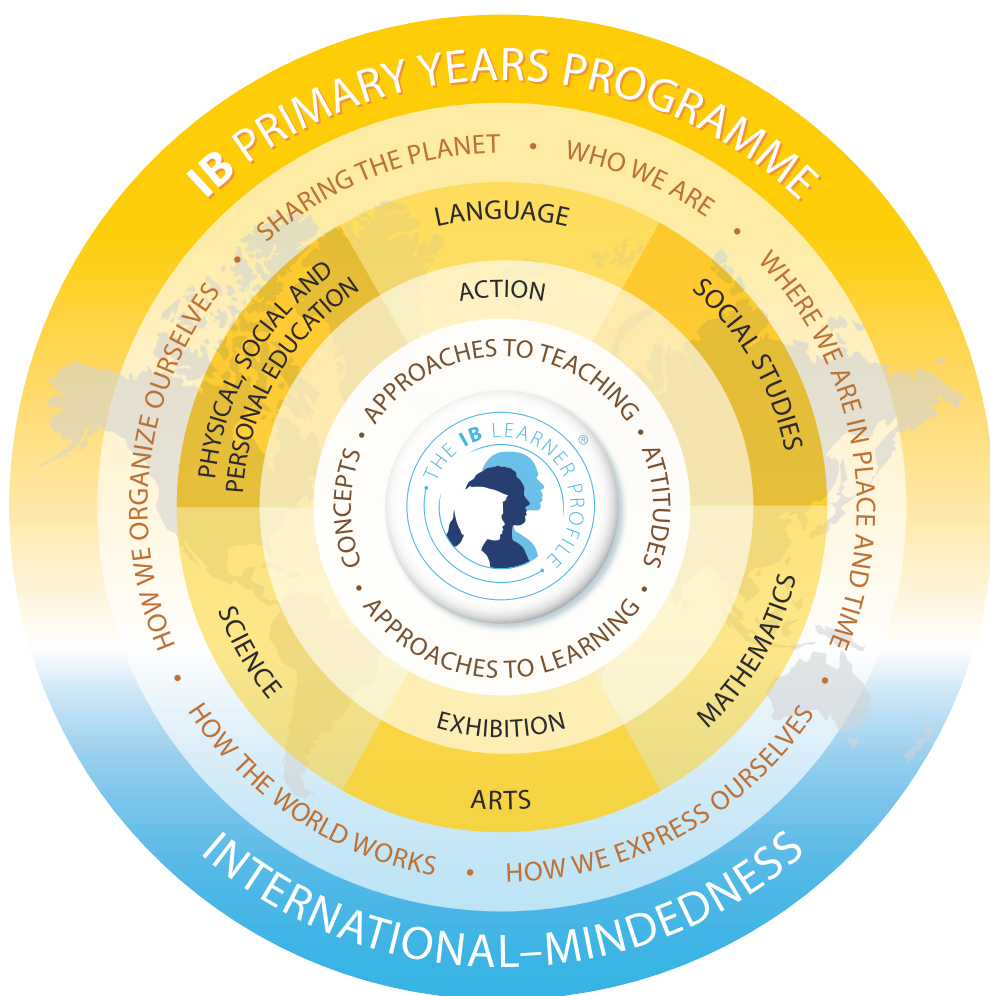 IB PRIMARY YEARS PROGRAMME
SHARING THE PLANET • WHO WE ARE • WHERE WE ARE IN PLACE AND TIME • HOW WE EXPRESS OURSELVES • HOW THE WORLD WORKS • HOW WE ORGANIZE OURSELVES •
LANGUAGE
SOCIAL STUDIES
MATHEMATICS
ARTS
SCIENCE
PHYSICAL, SOCIAL AND
PERSONAL EDUCATION
ACTION
EXHIBITION
APPROACHES TO TEACHING • ATTITUDES • APPROACHES TO LEARNING • CONCEPTS •
• THE IB LEARNER PROFILE • ®
INTERNATIONAL–MINDEDNESS